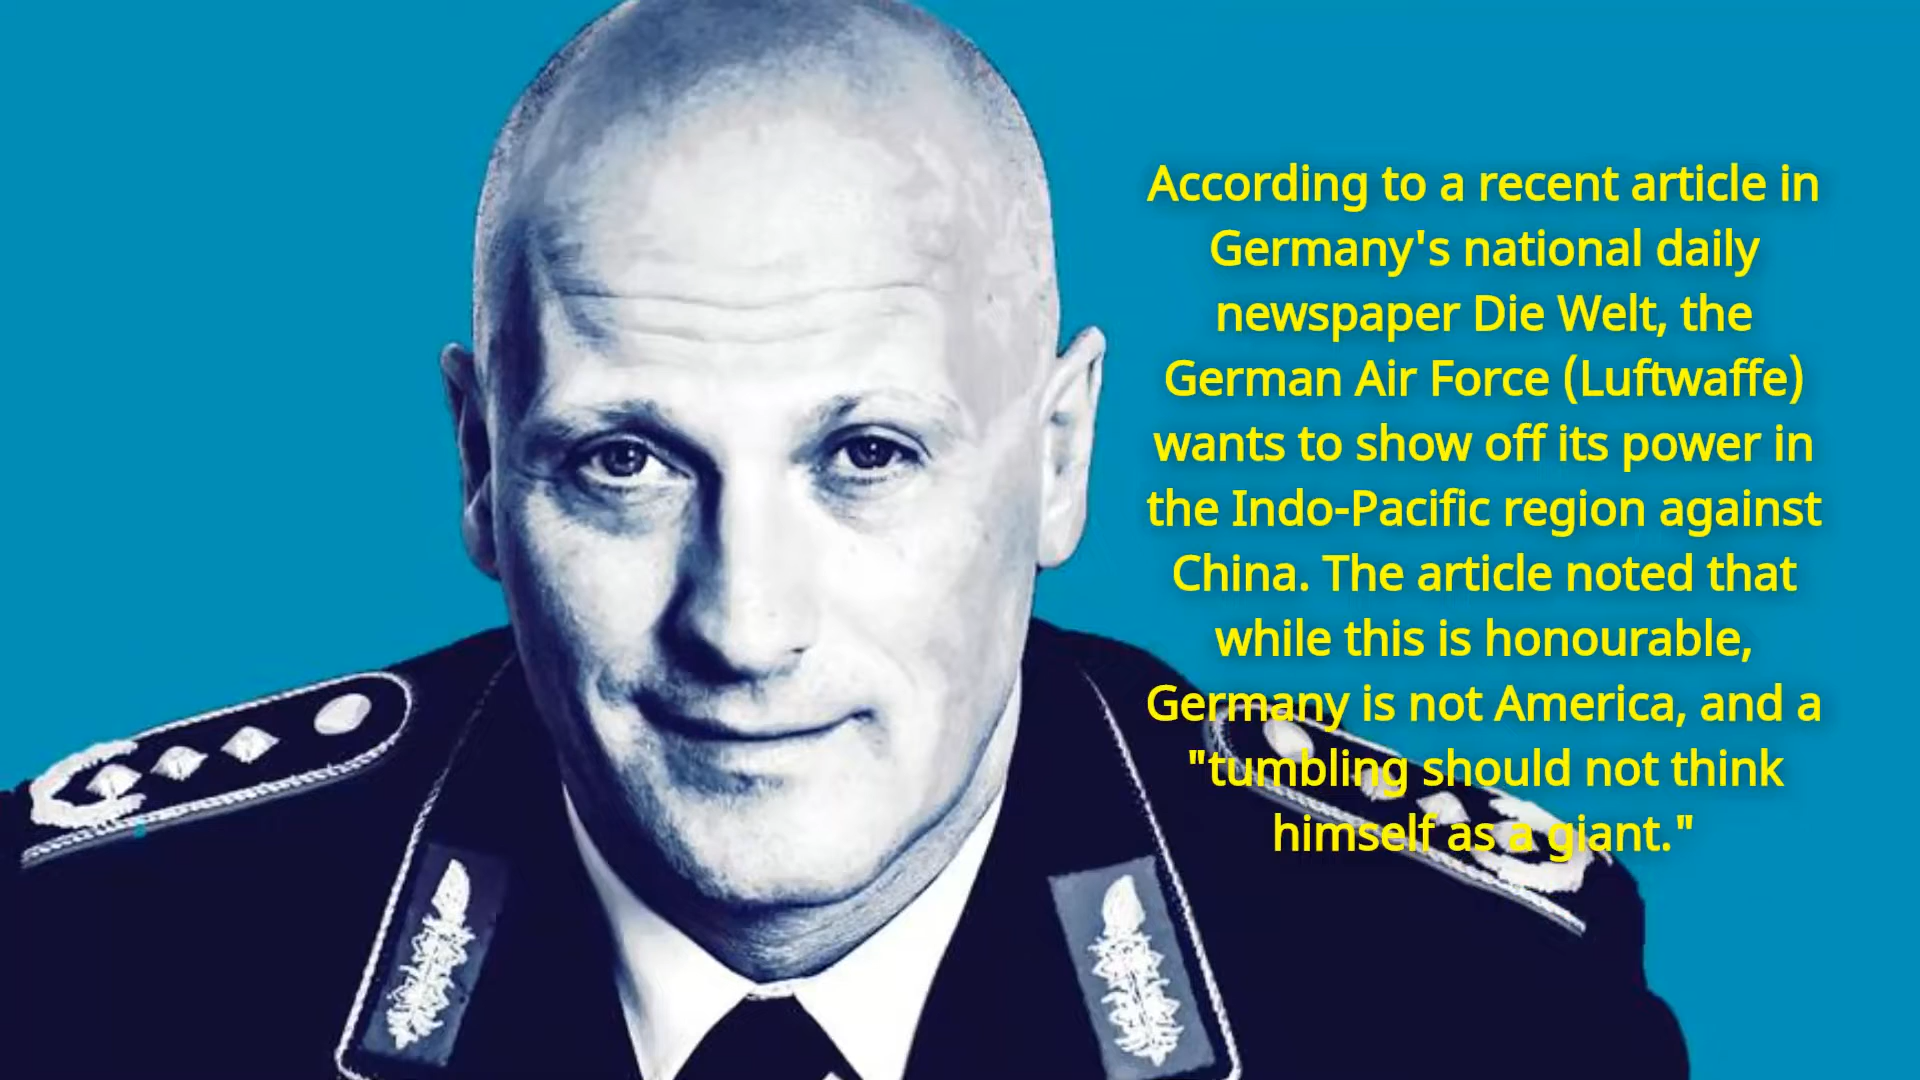 According to a recent article in
Germany's national daily
newspaper Die Welt, the
German Air Force (Luftwaffe)
wants to show off its power in
the Indo-Pacific region against
China. The article noted that
while this is honourable,
Germany is not America, and a
"tumbling should not think
himself as a giant."